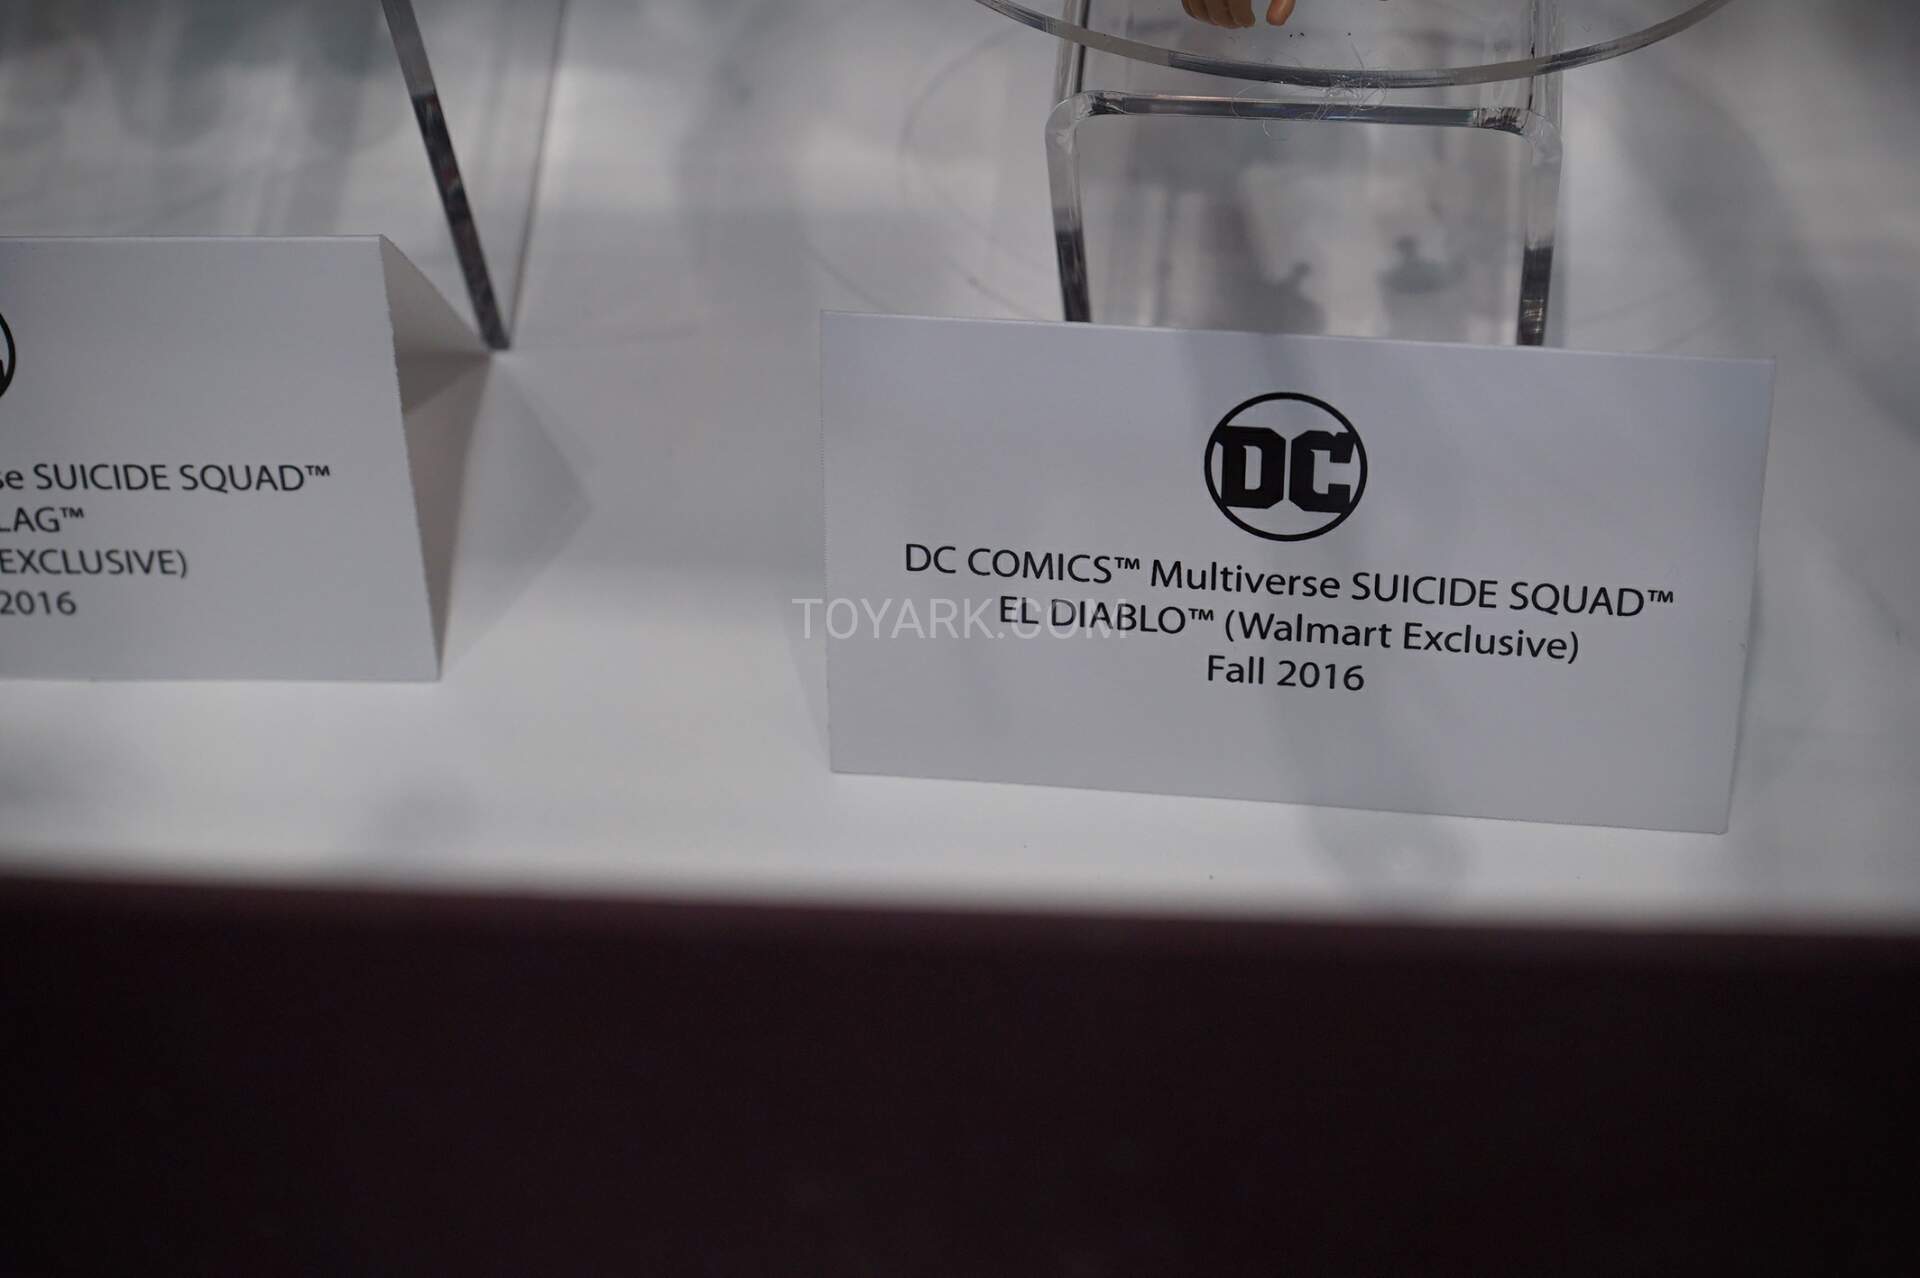 se SUICIDE SQUAD™
LAG™
EXCLUSIVE)
2016
DC
DC COMICS™ Multiverse SUICIDE SQUAD™
EL DIABLO™ (Walmart Exclusive)
Fall 2016
TOYARK.COM